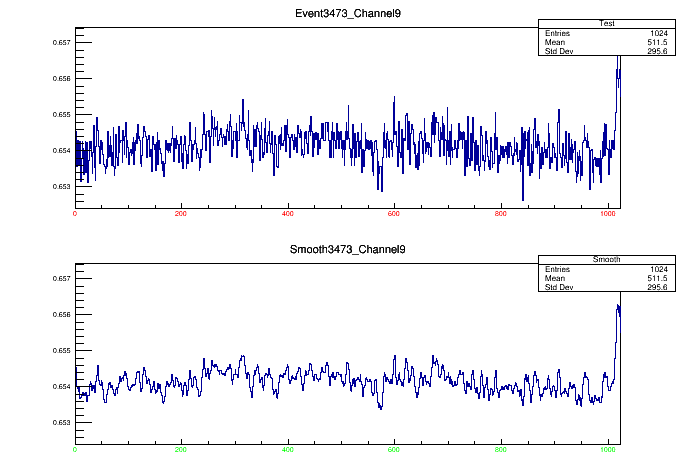 Event3473_Channel9
Test
Entries 1024
Mean 511.5
Std Dev 295.6
0.657
0.656
0.655
0.654
0.653
0 200 400 600 800 1000
Smooth3473_Channel9
Smooth
Entries 1024
Mean 511.5
Std Dev 295.6
0.657
0.656
0.655
0.654
0.653
0 200 400 600 800 1000